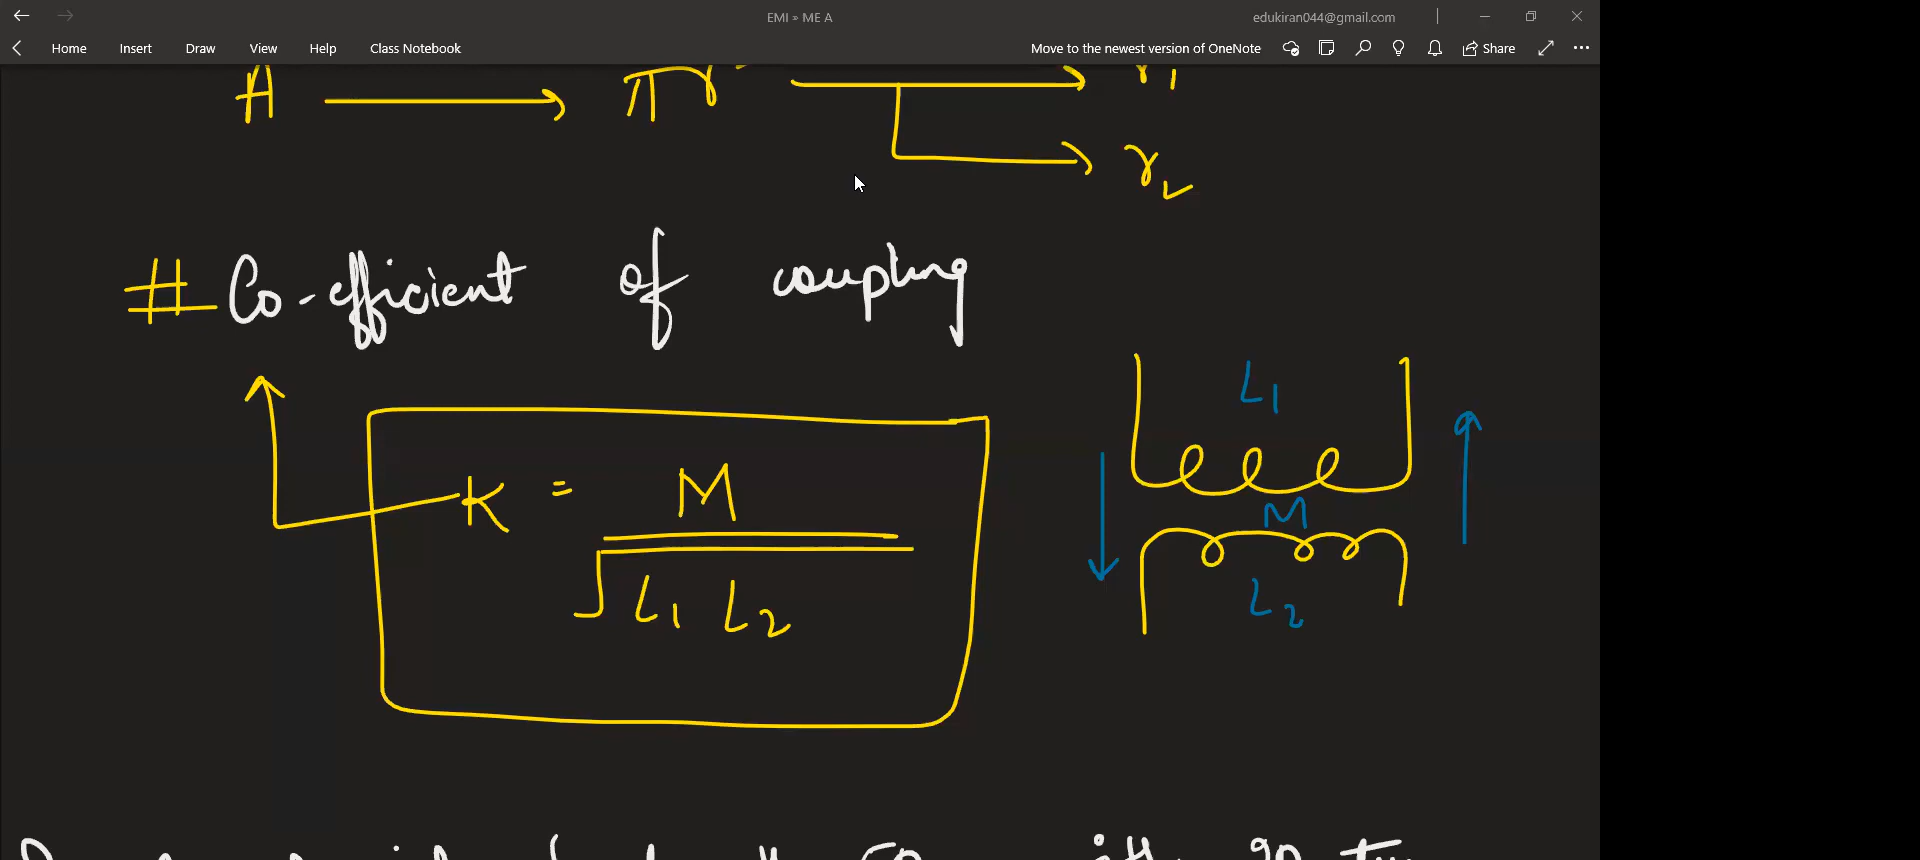 EMI » ME A
edukiran044@gmail.com
Home Insert Draw View Help Class Notebook
Move to the newest version of OneNote
Share
A → πr → r₁
r₂
# Co-efficient of coupling
K = M
√L₁ L₂
L₁
M
L₂